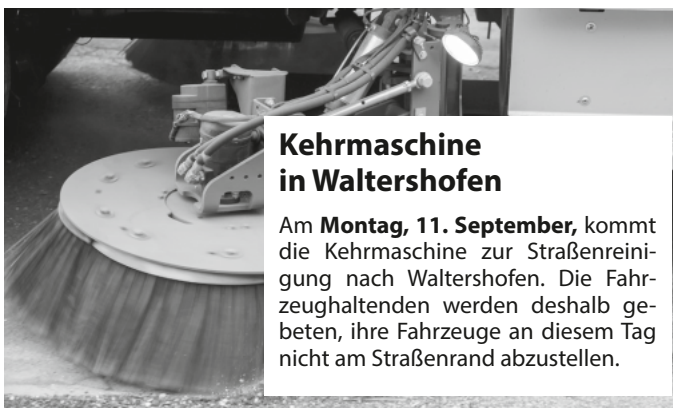 Kehrmaschine
in Waltershofen
Am Montag, 11. September, kommt
die Kehrmaschine zur Straßenreini-
gung nach Waltershofen. Die Fahr-
zeughaltenden werden deshalb ge-
beten, ihre Fahrzeuge an diesem Tag
nicht am Straßenrand abzustellen.